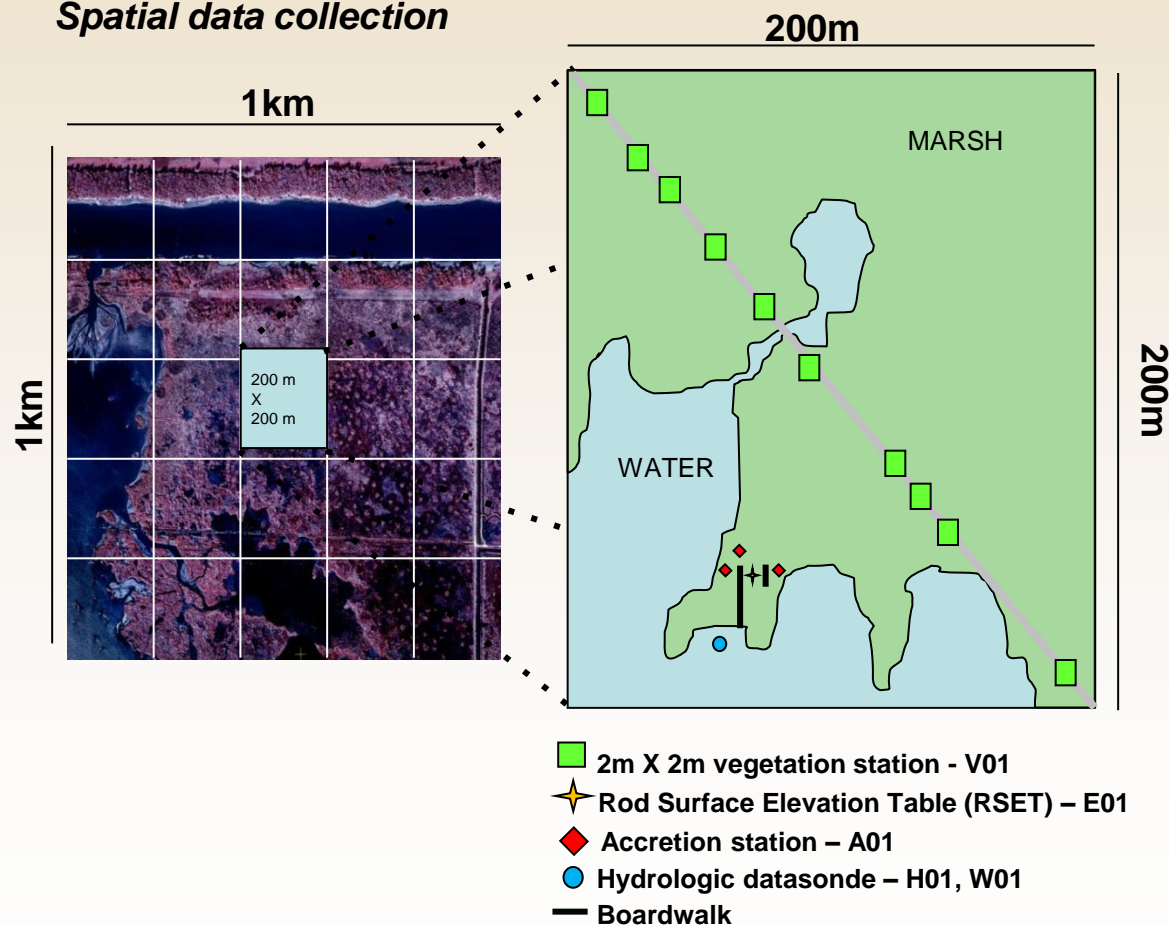 Spatial data collection
200m
1km
MARSH
200 m
X
200 m
1km
200m
WATER
2m X 2m vegetation station - V01
Rod Surface Elevation Table (RSET) – E01
Accretion station – A01
Hydrologic datasonde – H01, W01
Boardwalk